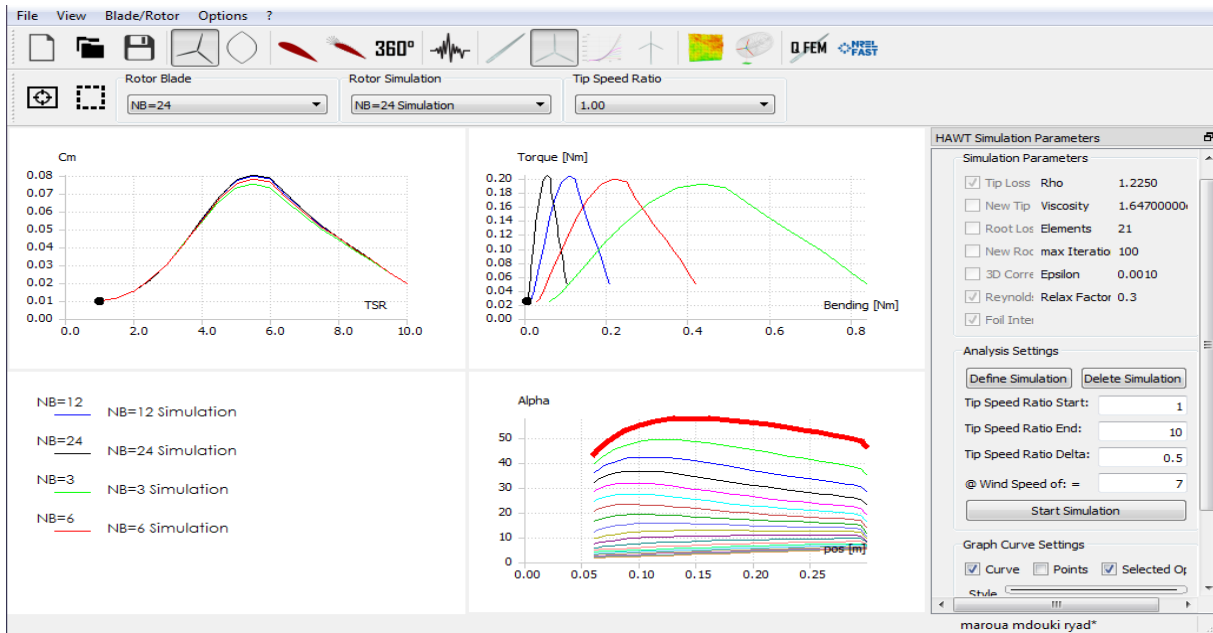 File View Blade/Rotor Options ?
360° Q FEM NREL FAST
Rotor Blade Rotor Simulation Tip Speed Ratio
NB=24 NB=24 Simulation 1.00
Cm
0.08
0.07
0.06
0.05
0.04
0.03
0.02
0.01
0.00
TSR
0.0 2.0 4.0 6.0 8.0 10.0
Torque [Nm]
0.20
0.18
0.16
0.14
0.12
0.10
0.08
0.06
0.04
0.02
0.00
Bending [Nm]
0.0 0.2 0.4 0.6 0.8
NB=12 NB=12 Simulation
NB=24 NB=24 Simulation
NB=3 NB=3 Simulation
NB=6 NB=6 Simulation
Alpha
50
40
30
20
10
0
pos [m]
0.00 0.05 0.10 0.15 0.20 0.25
HAWT Simulation Parameters
Simulation Parameters
Tip Loss Rho 1.2250
New Tip Viscosity 1.64700000
Root Los Elements 21
New Roc max Iteratio 100
3D Corre Epsilon 0.0010
Reynold: Relax Factor 0.3
Foil Inter
Analysis Settings
Define Simulation Delete Simulation
Tip Speed Ratio Start: 1
Tip Speed Ratio End: 10
Tip Speed Ratio Delta: 0.5
@ Wind Speed of: = 7
Start Simulation
Graph Curve Settings
Curve Points Selected Op
Style
maroua mdouki ryad*